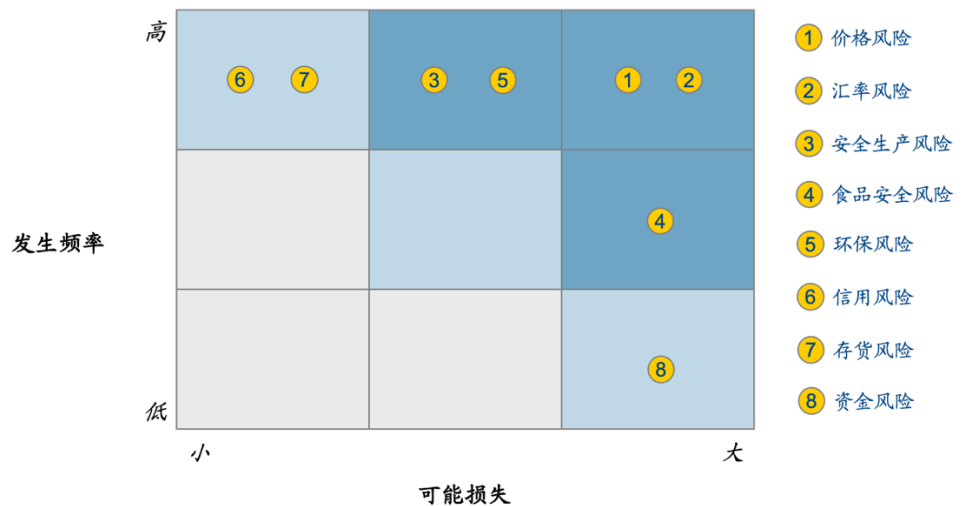 高
⑥ ⑦ ③ ⑤ ① ②
④
发生频率
⑧
低
小 大
可能损失
① 价格风险
② 汇率风险
③ 安全生产风险
④ 食品安全风险
⑤ 环保风险
⑥ 信用风险
⑦ 存货风险
⑧ 资金风险